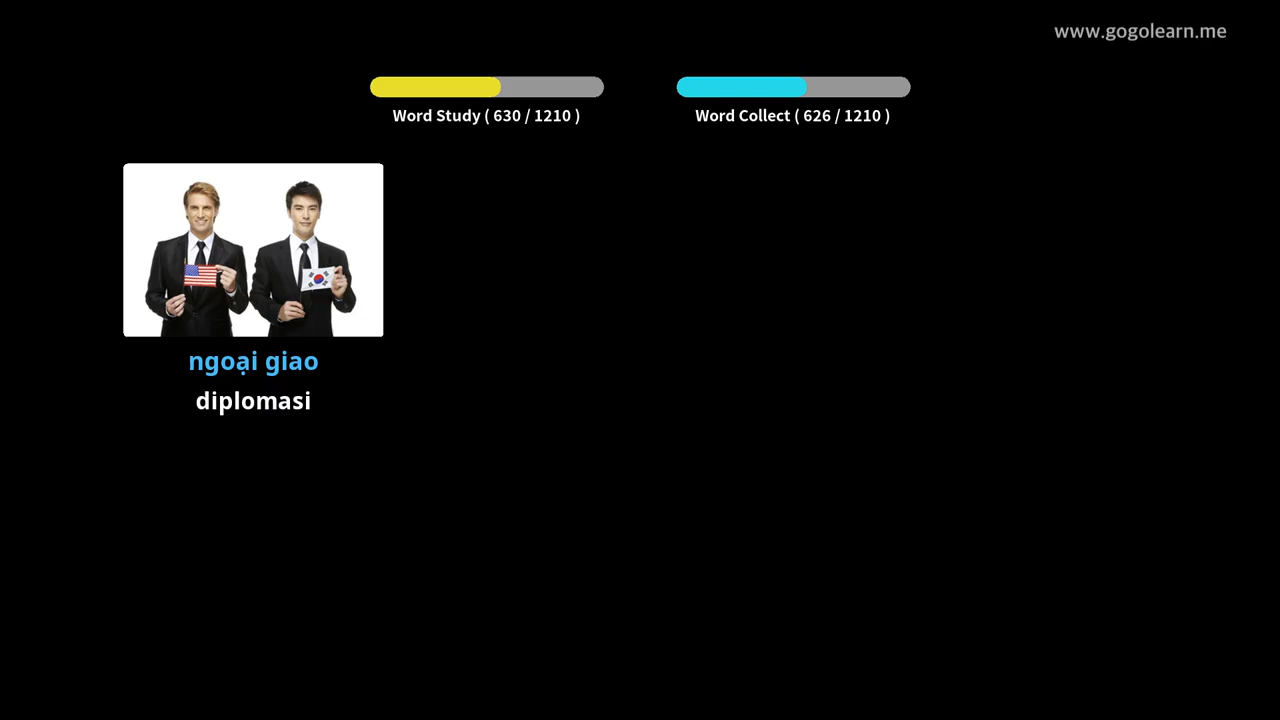 www.gogolearn.me
Word Study ( 630 / 1210 )
Word Collect ( 626 / 1210 )
ngoại giao
diplomasi